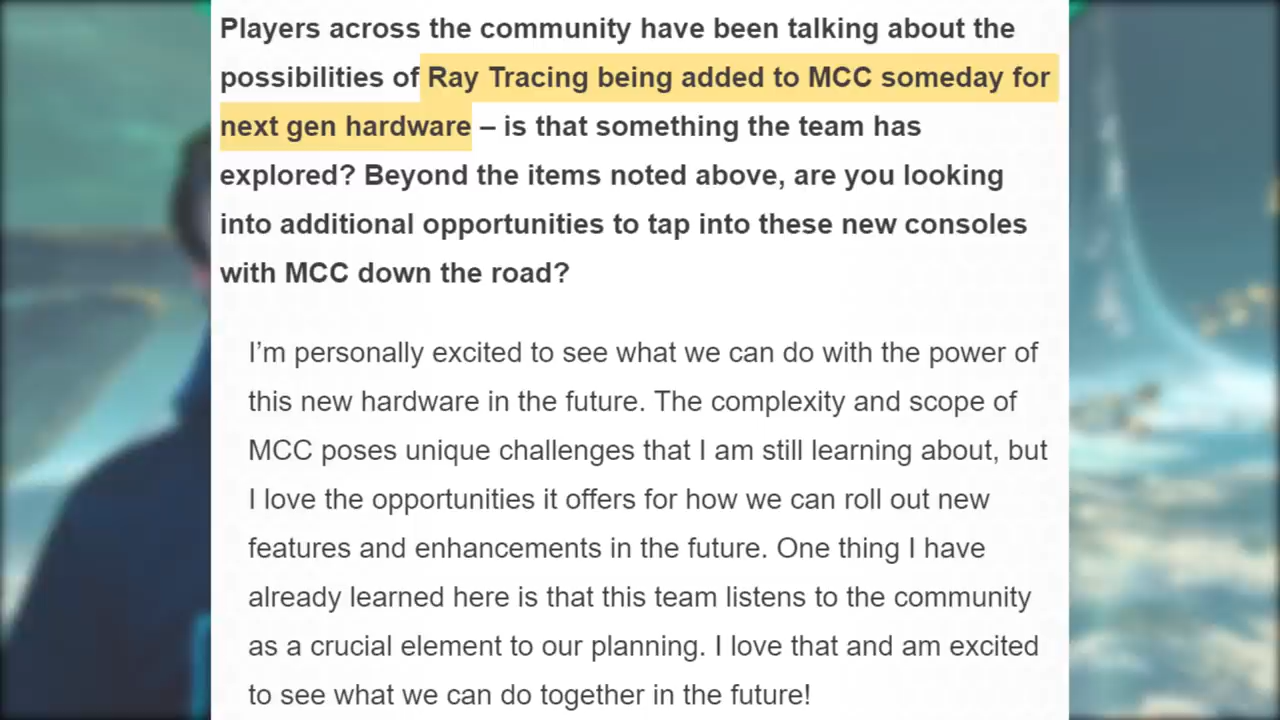 Players across the community have been talking about the
possibilities of Ray Tracing being added to MCC someday for
next gen hardware – is that something the team has
explored? Beyond the items noted above, are you looking
into additional opportunities to tap into these new consoles
with MCC down the road?
I’m personally excited to see what we can do with the power of
this new hardware in the future. The complexity and scope of
MCC poses unique challenges that I am still learning about, but
I love the opportunities it offers for how we can roll out new
features and enhancements in the future. One thing I have
already learned here is that this team listens to the community
as a crucial element to our planning. I love that and am excited
to see what we can do together in the future!